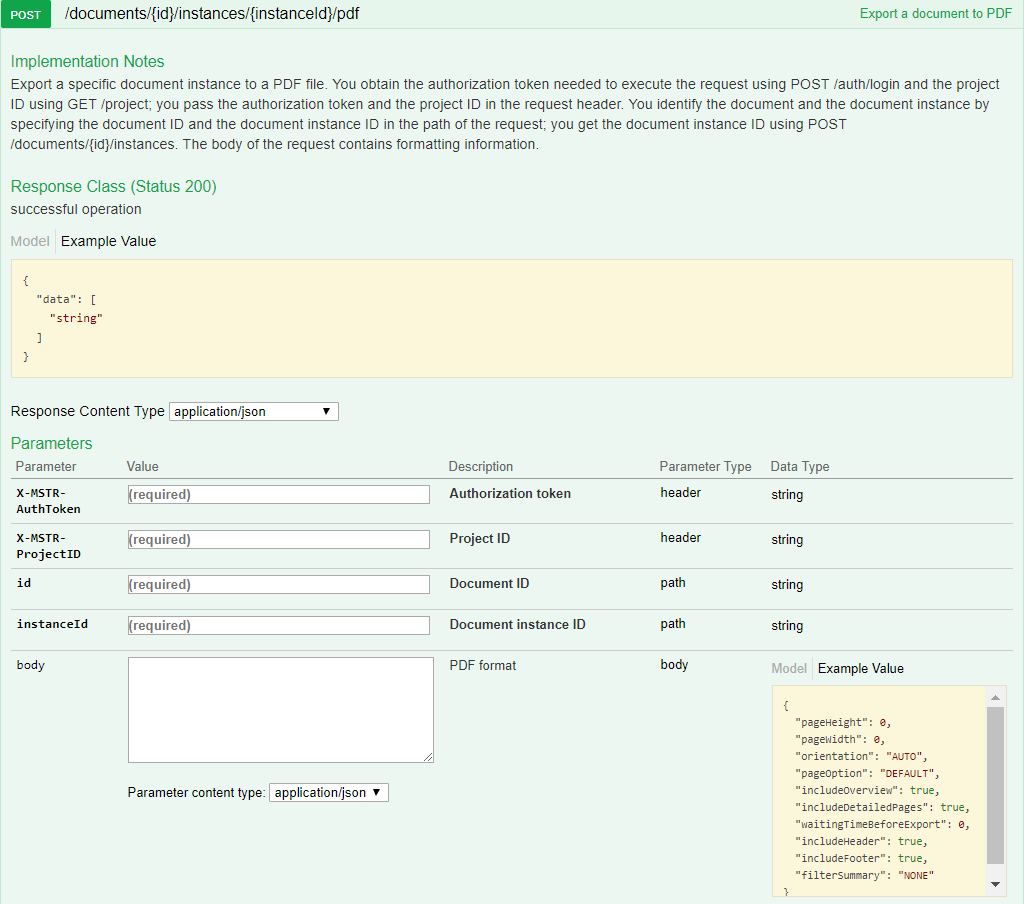 POST /documents/{id}/instances/{instanceId}/pdf Export a document to PDF
Implementation Notes
Export a specific document instance to a PDF file. You obtain the authorization token needed to execute the request using POST /auth/login and the project
ID using GET /project; you pass the authorization token and the project ID in the request header. You identify the document and the document instance by
specifying the document ID and the document instance ID in the path of the request; you get the document instance ID using POST
/documents/{id}/instances. The body of the request contains formatting information.
Response Class (Status 200)
successful operation
Model Example Value
{
"data": [
"string"
]
}
Response Content Type application/json
Parameters
Parameter Value Description Parameter Type Data Type
X-MSTR-
AuthToken (required) Authorization token header string
X-MSTR-
ProjectID (required) Project ID header string
id (required) Document ID path string
instanceId (required) Document instance ID path string
body PDF format body Model Example Value
{
"pageHeight": 0,
"pageWidth": 0,
"orientation": "AUTO",
"pageOption": "DEFAULT",
"includeOverview": true,
"includeDetailedPages": true,
"waitingTimeBeforeExport": 0,
"includeHeader": true,
"includeFooter": true,
"filterSummary": "NONE"
}
Parameter content type: application/json